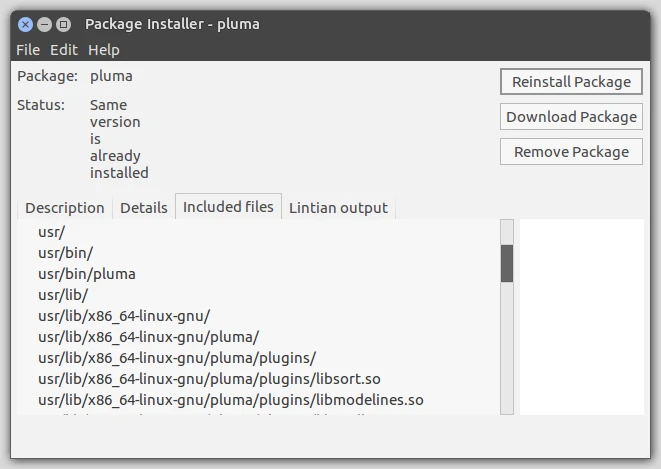 Package Installer - pluma
File Edit Help
Package: pluma
Reinstall Package
Status: Same
version
is
already
installed
Download Package
Remove Package
Description Details Included files Lintian output
usr/
usr/bin/
usr/bin/pluma
usr/lib/
usr/lib/x86_64-linux-gnu/
usr/lib/x86_64-linux-gnu/pluma/
usr/lib/x86_64-linux-gnu/pluma/plugins/
usr/lib/x86_64-linux-gnu/pluma/plugins/libsort.so
usr/lib/x86_64-linux-gnu/pluma/plugins/libmodelines.so